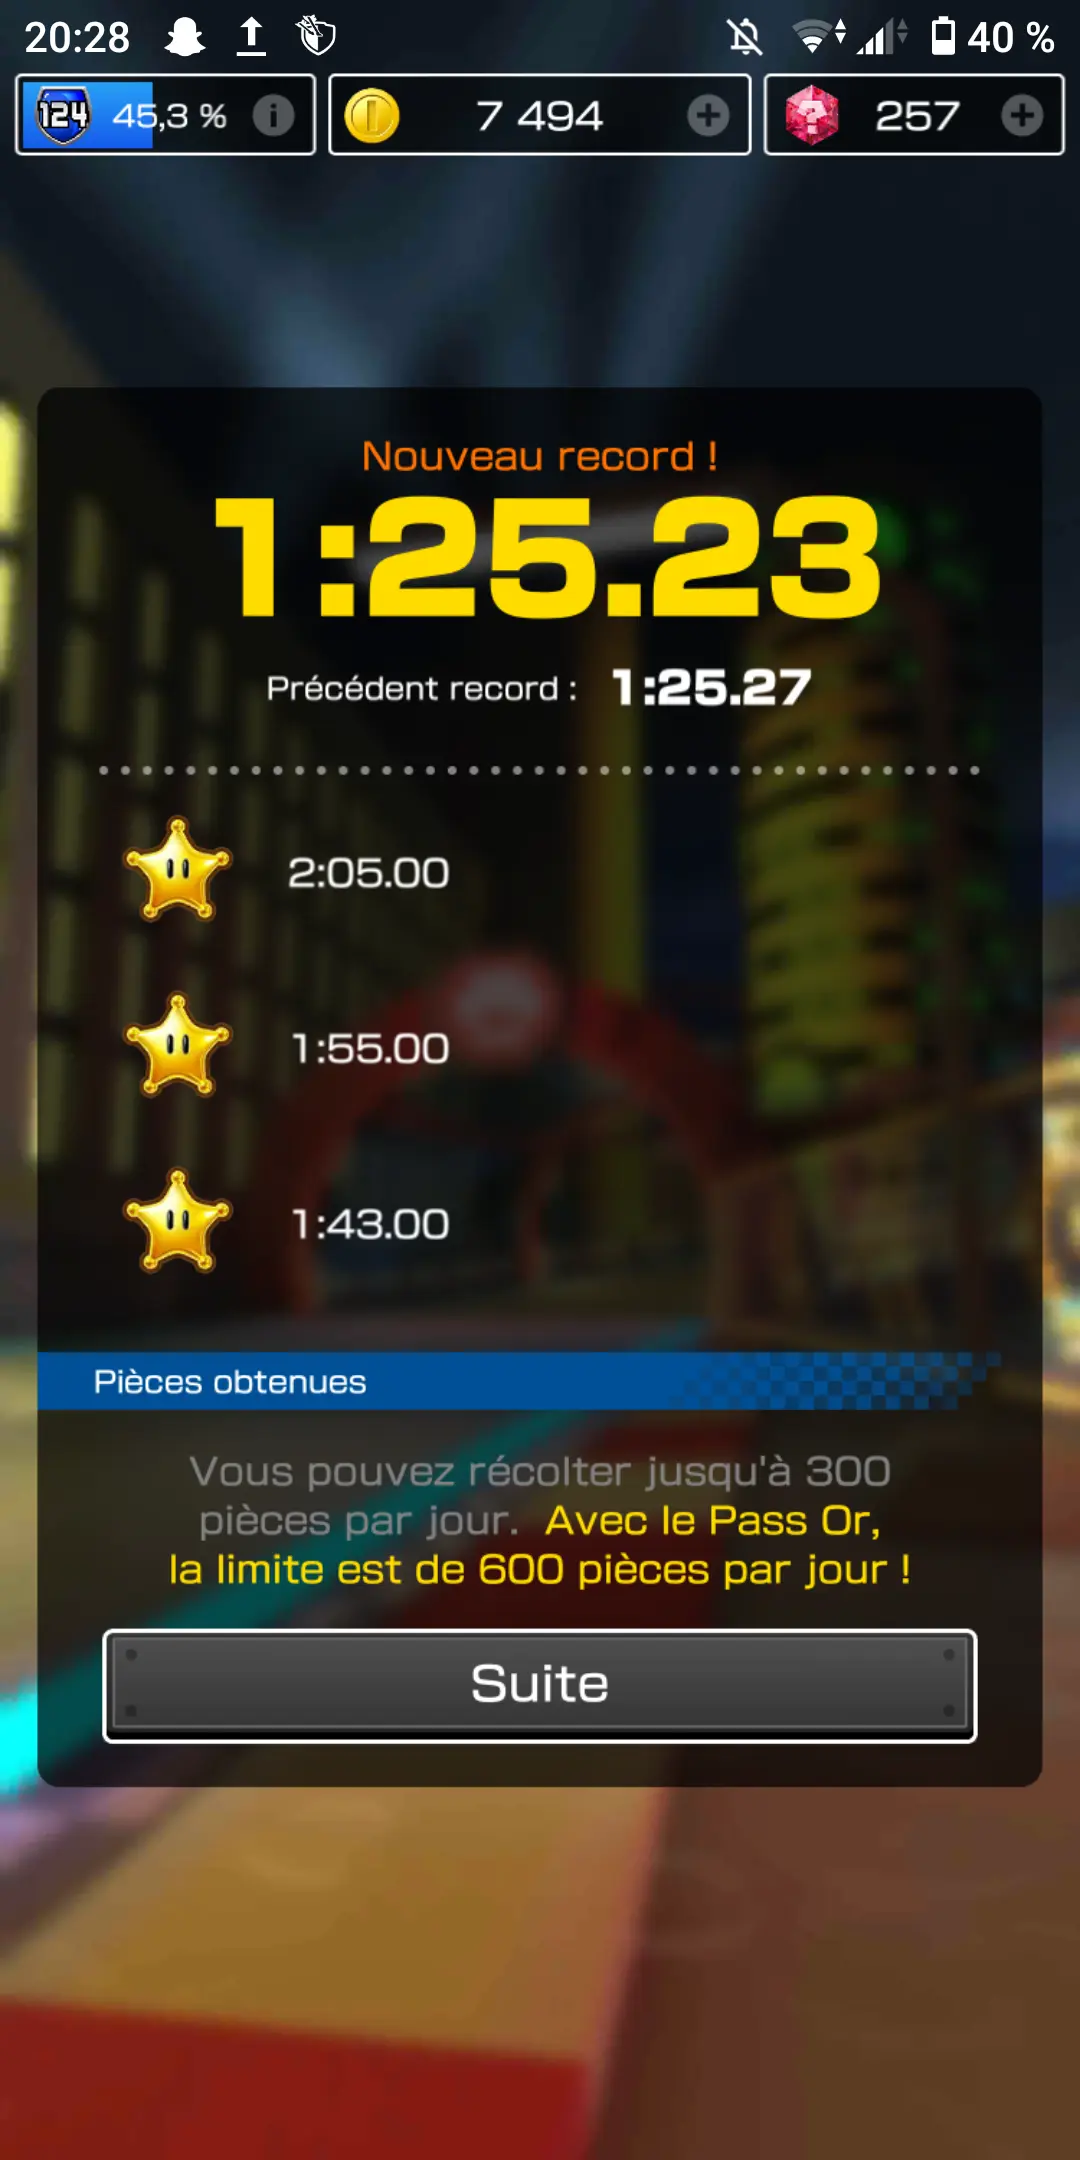 20:28 40 %
124 45,3 % i 7 494 + 257 +
Nouveau record !
1:25.23
Précédent record : 1:25.27
2:05.00
1:55.00
1:43.00
Pièces obtenues
Vous pouvez récolter jusqu'à 300
pièces par jour. Avec le Pass Or,
la limite est de 600 pièces par jour !
Suite